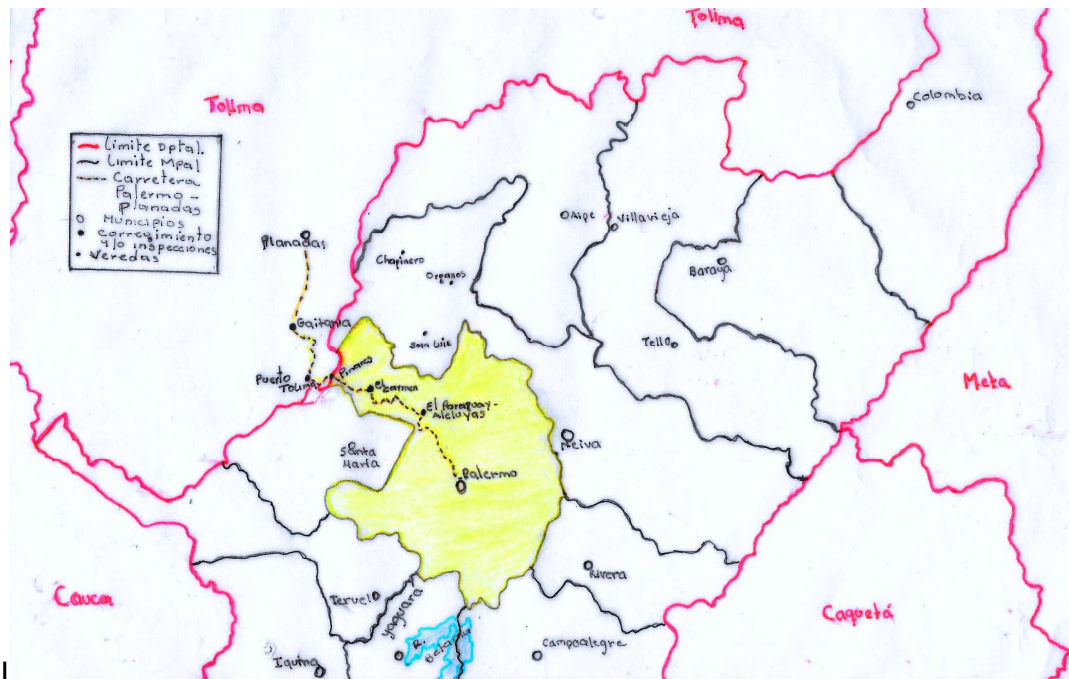 Tolima
Tolima
Colombia
Limite Dptal.
Limite Mpal
Carretera
Palermo -
Planadas
Municipios
corregimiento
y/o inspecciones
Veredas
Planadas
Chapinero
Organos
Aipe
Villavieja
Baraya
Gaitania
San Luis
Tello
Puerto
Tolima
Pinares
El Carmen
El Paraguay-
Aleluyas
Meta
Santa
María
Neiva
Palermo
Cauca
Teruel
Yaguara
Rivera
Caquetá
R.
Betania
Iquira
Campoalegre